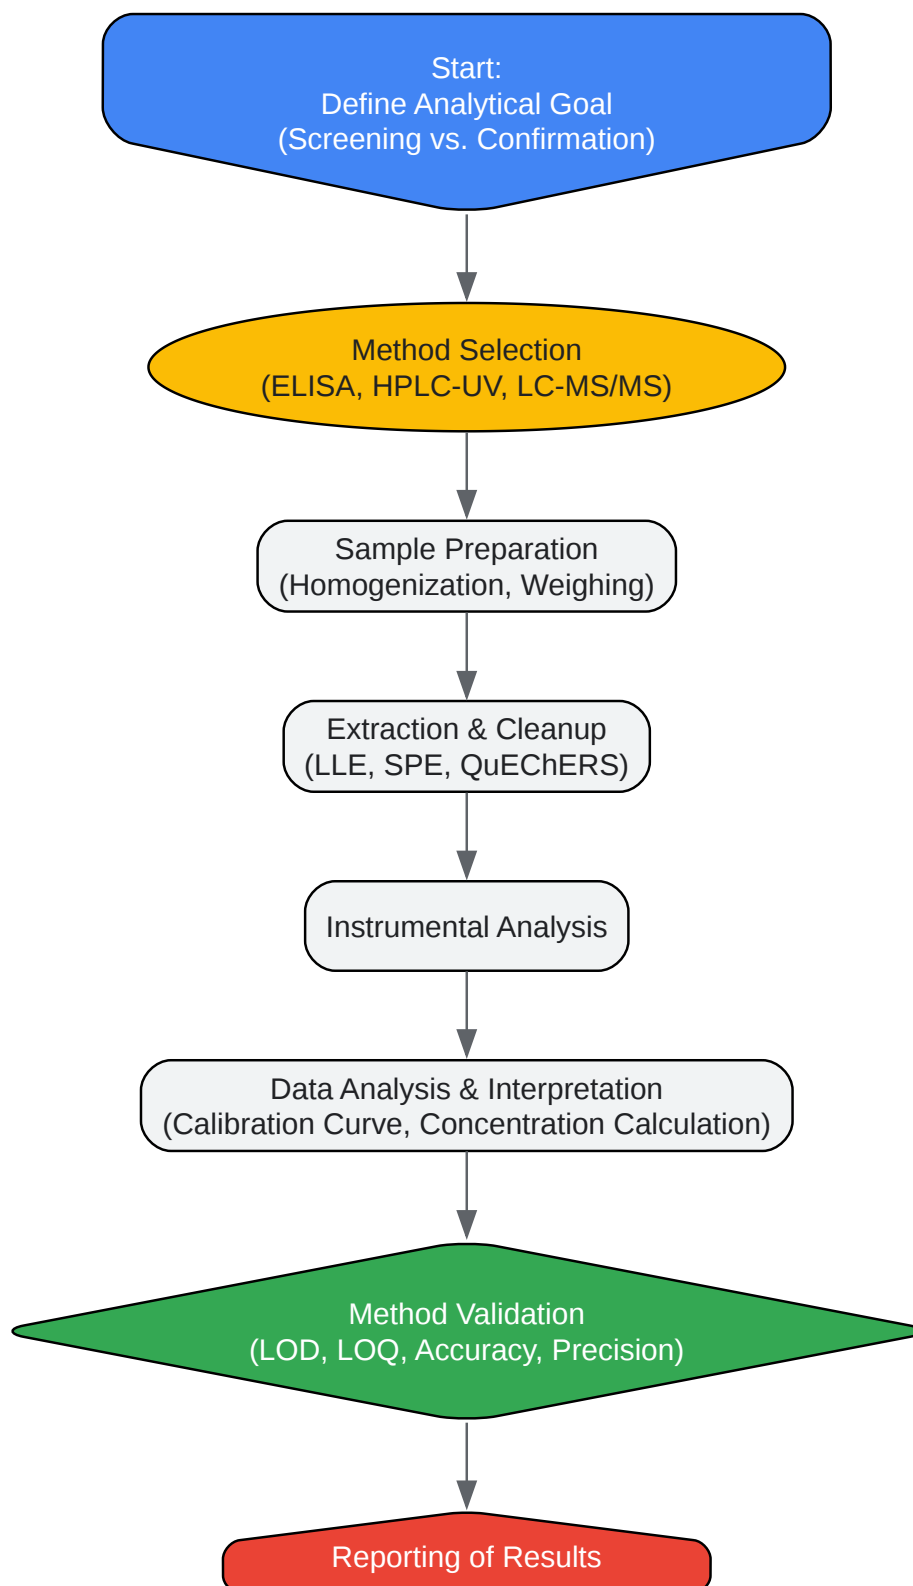 Start:
Define Analytical Goal
(Screening vs. Confirmation)
Method Selection
(ELISA, HPLC-UV, LC-MS/MS)
Sample Preparation
(Homogenization, Weighing)
Extraction & Cleanup
(LLE, SPE, QuEChERS)
Instrumental Analysis
Data Analysis & Interpretation
(Calibration Curve, Concentration Calculation)
Method Validation
(LOD, LOQ, Accuracy, Precision)
Reporting of Results